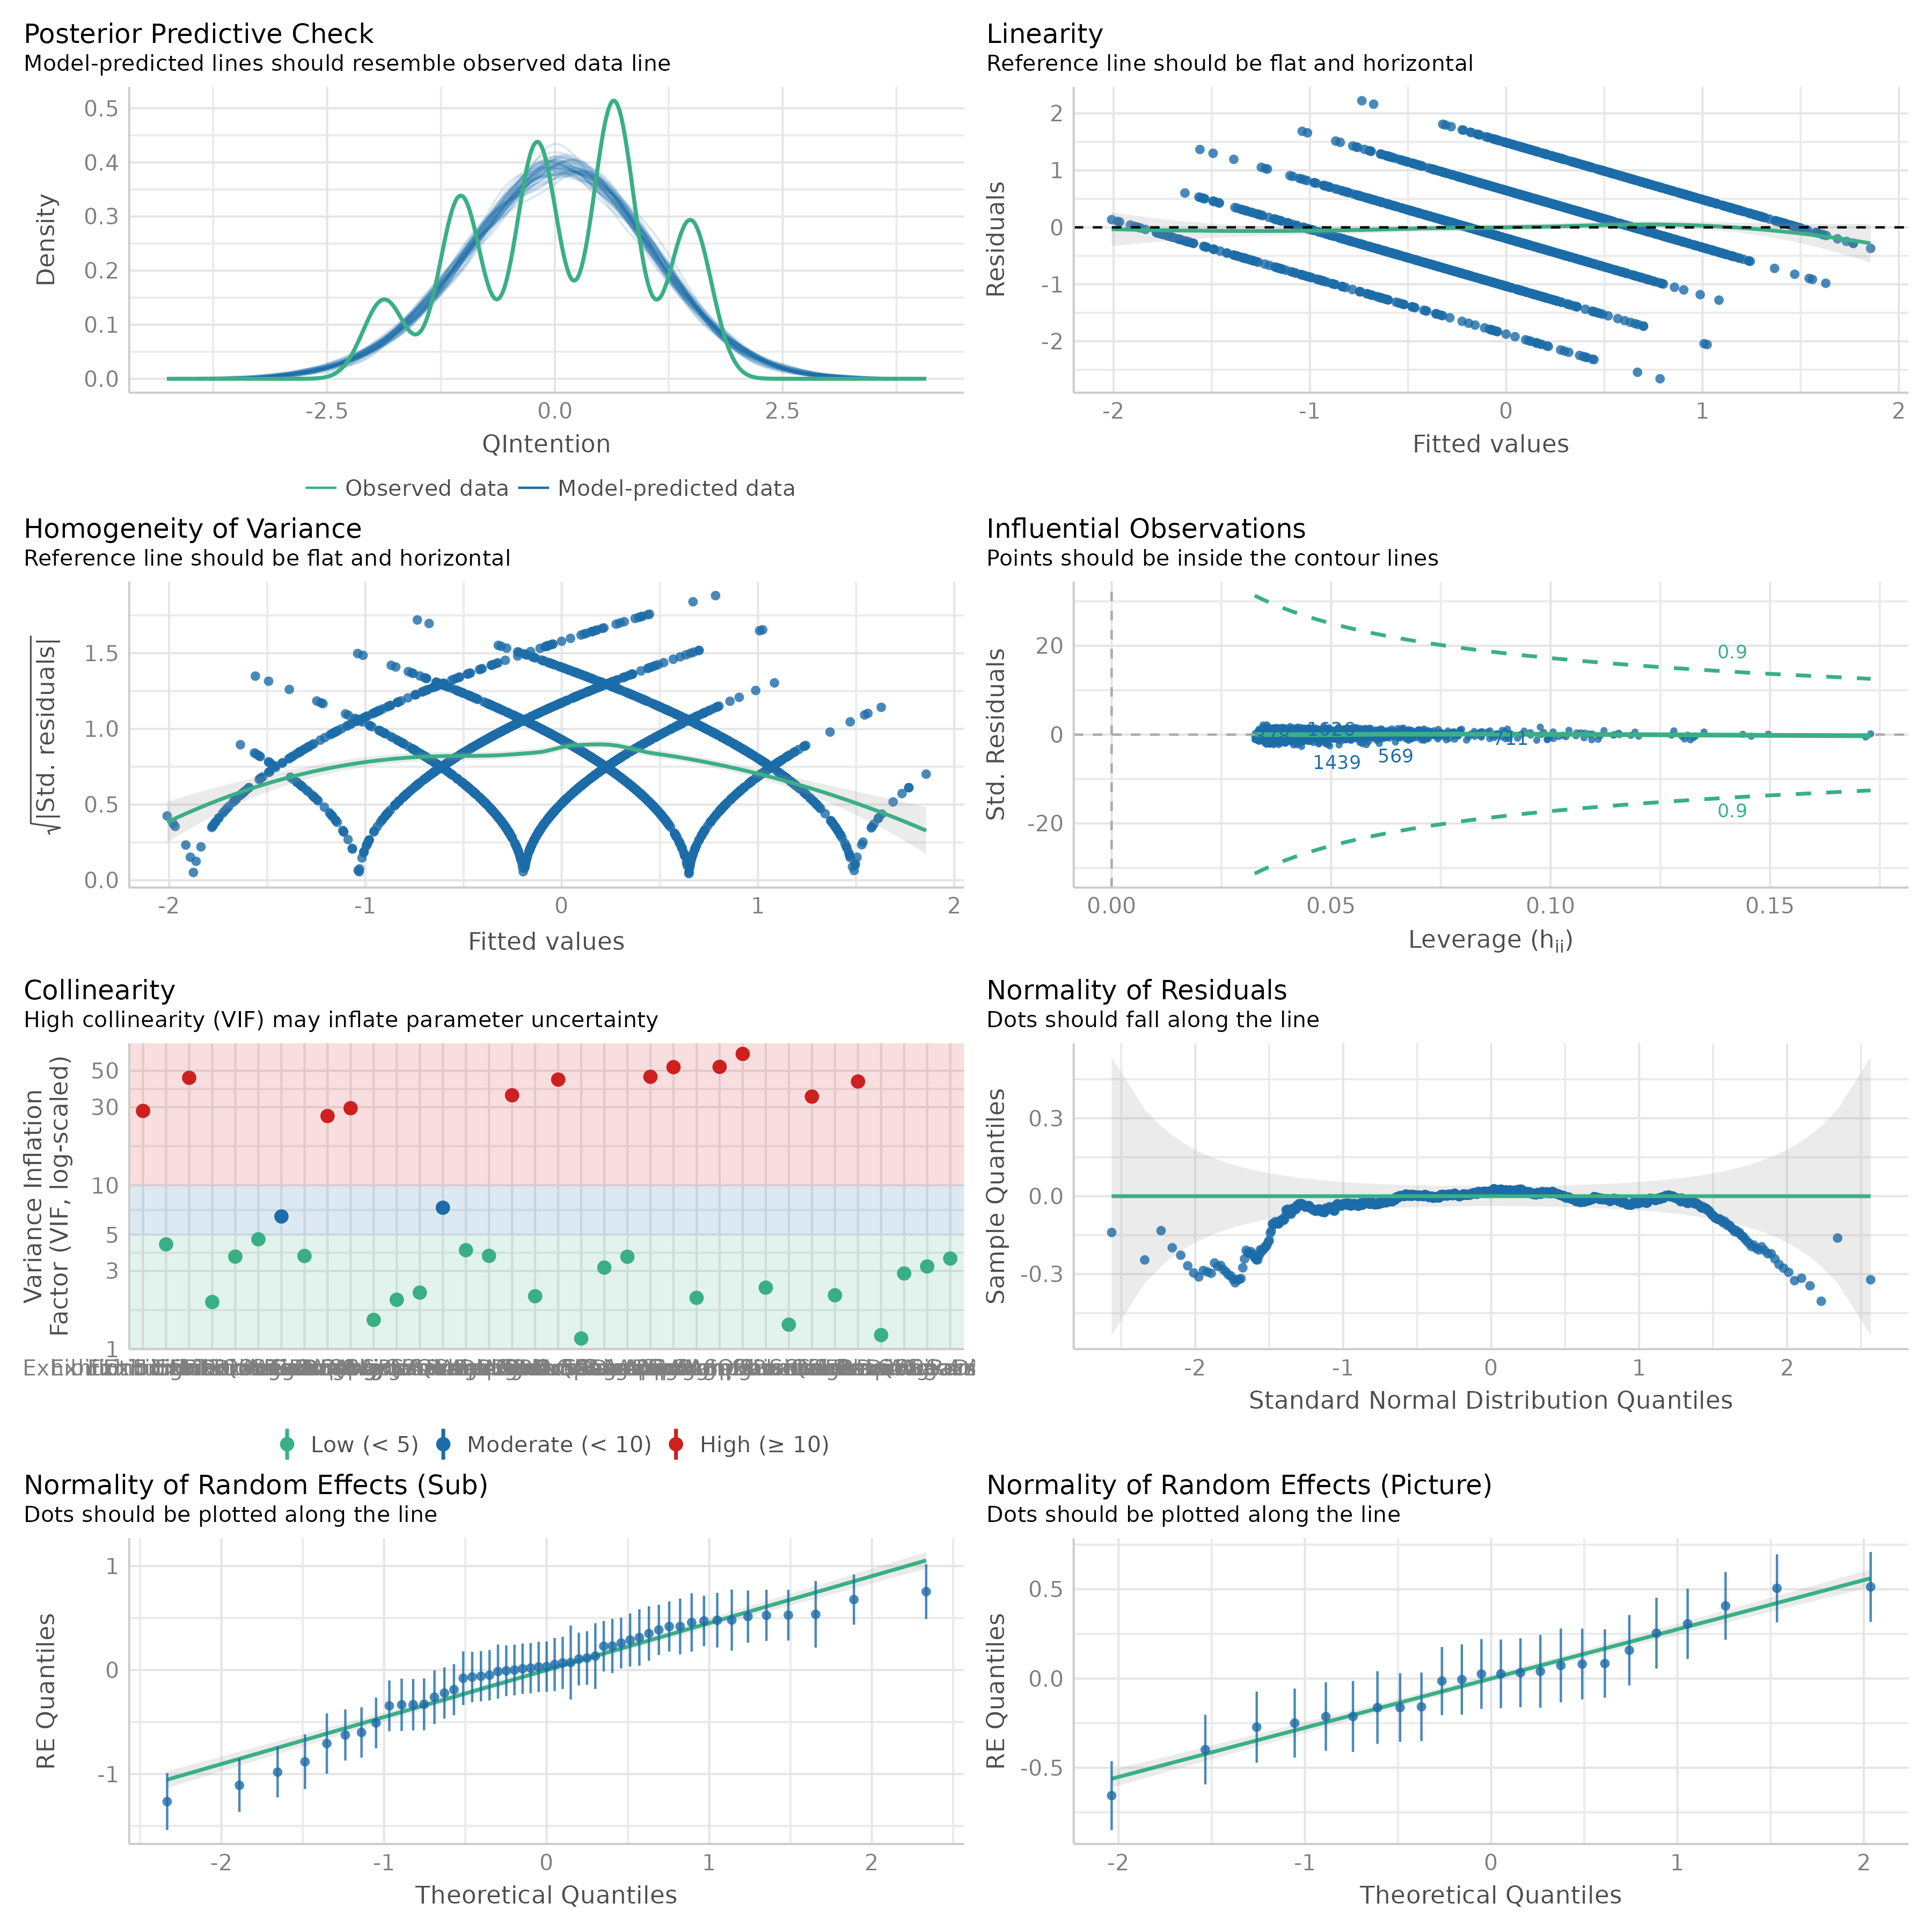 Posterior Predictive Check
Model-predicted lines should resemble observed data line
0.5
0.4
0.3
0.2
0.1
0.0
Density
-2.5
0.0
2.5
QIntention
Observed data
Model-predicted data
Linearity
Reference line should be flat and horizontal
2
1
0
-1
-2
Residuals
-2
-1
0
1
2
Fitted values
Homogeneity of Variance
Reference line should be flat and horizontal
1.5
1.0
0.5
0.0
√|Std. residuals|
-2
-1
0
1
2
Fitted values
Influential Observations
Points should be inside the contour lines
20
0
-20
Std. Residuals
0.9
0.9
1626
711
1439
569
0.00
0.05
0.10
0.15
Leverage (hii)
Collinearity
High collinearity (VIF) may inflate parameter uncertainty
50
30
10
5
3
1
Variance Inflation
Factor (VIF, log-scaled)
Low (< 5)
Moderate (< 10)
High (≥ 10)
Normality of Residuals
Dots should fall along the line
0.3
0.0
-0.3
Sample Quantiles
-2
-1
0
1
2
Standard Normal Distribution Quantiles
Normality of Random Effects (Sub)
Dots should be plotted along the line
1
0
-1
RE Quantiles
-2
-1
0
1
2
Theoretical Quantiles
Normality of Random Effects (Picture)
Dots should be plotted along the line
0.5
0.0
-0.5
RE Quantiles
-2
-1
0
1
2
Theoretical Quantiles